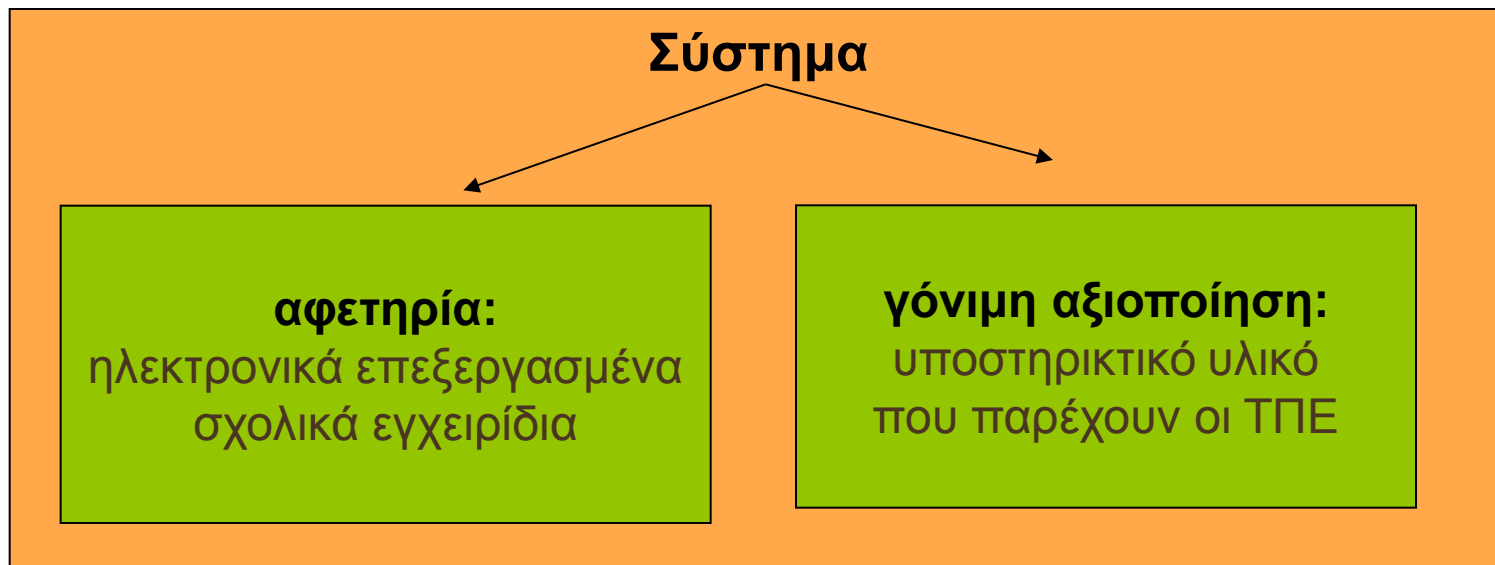 Σύστημα
αφετηρία:
ηλεκτρονικά επεξεργασμένα
σχολικά εγχειρίδια
γόνιμη αξιοποίηση:
υποστηρικτικό υλικό
που παρέχουν οι ΤΠΕ